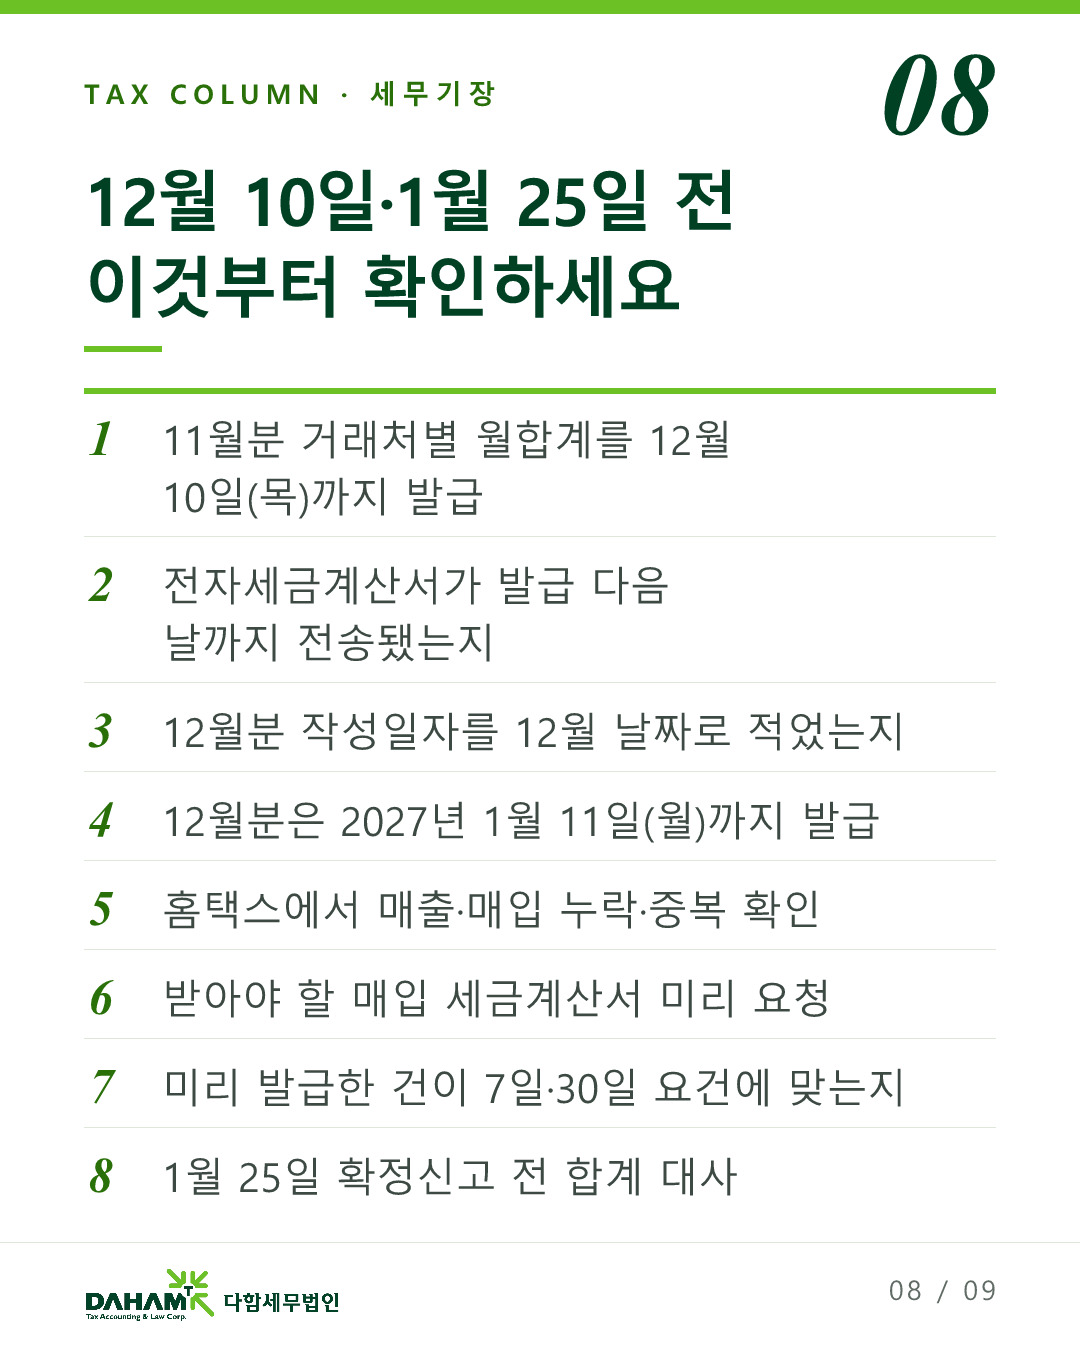 TAX COLUMN · 세무기장
08
12월 10일·1월 25일 전
이것부터 확인하세요
1 11월분 거래처별 월합계를 12월
10일(목)까지 발급
2 전자세금계산서가 발급 다음
날까지 전송됐는지
3 12월분 작성일자를 12월 날짜로 적었는지
4 12월분은 2027년 1월 11일(월)까지 발급
5 홈택스에서 매출·매입 누락·중복 확인
6 받아야 할 매입 세금계산서 미리 요청
7 미리 발급한 건이 7일·30일 요건에 맞는지
8 1월 25일 확정신고 전 합계 대사
DAHAM T 다함세무법인
Tax Accounting & Law Corp.
08 / 09